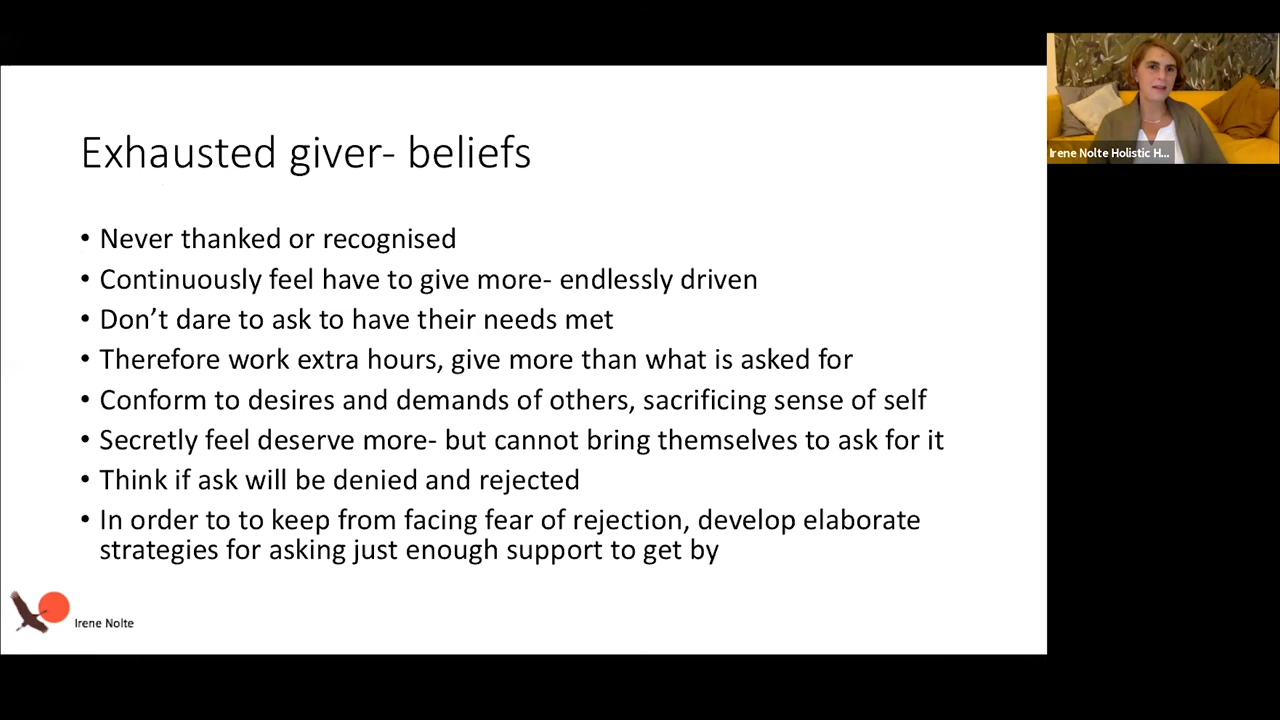 Exhausted giver- beliefs
• Never thanked or recognised
• Continuously feel have to give more- endlessly driven
• Don’t dare to ask to have their needs met
• Therefore work extra hours, give more than what is asked for
• Conform to desires and demands of others, sacrificing sense of self
• Secretly feel deserve more- but cannot bring themselves to ask for it
• Think if ask will be denied and rejected
• In order to to keep from facing fear of rejection, develop elaborate
strategies for asking just enough support to get by
Irene Nolte
Irene Nolte Holistic H...